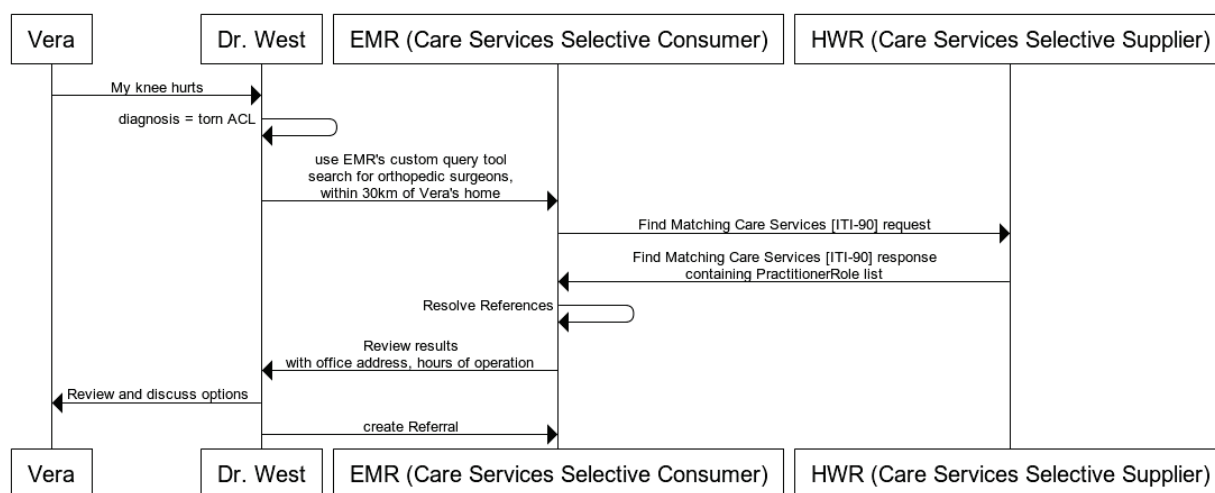 Vera
Dr. West
EMR (Care Services Selective Consumer)
HWR (Care Services Selective Supplier)
My knee hurts
diagnosis = torn ACL
use EMR's custom query tool
search for orthopedic surgeons,
within 30km of Vera's home
Find Matching Care Services [ITI-90] request
Find Matching Care Services [ITI-90] response
containing PractitionerRole list
Resolve References
Review results
with office address, hours of operation
Review and discuss options
create Referral
Vera
Dr. West
EMR (Care Services Selective Consumer)
HWR (Care Services Selective Supplier)